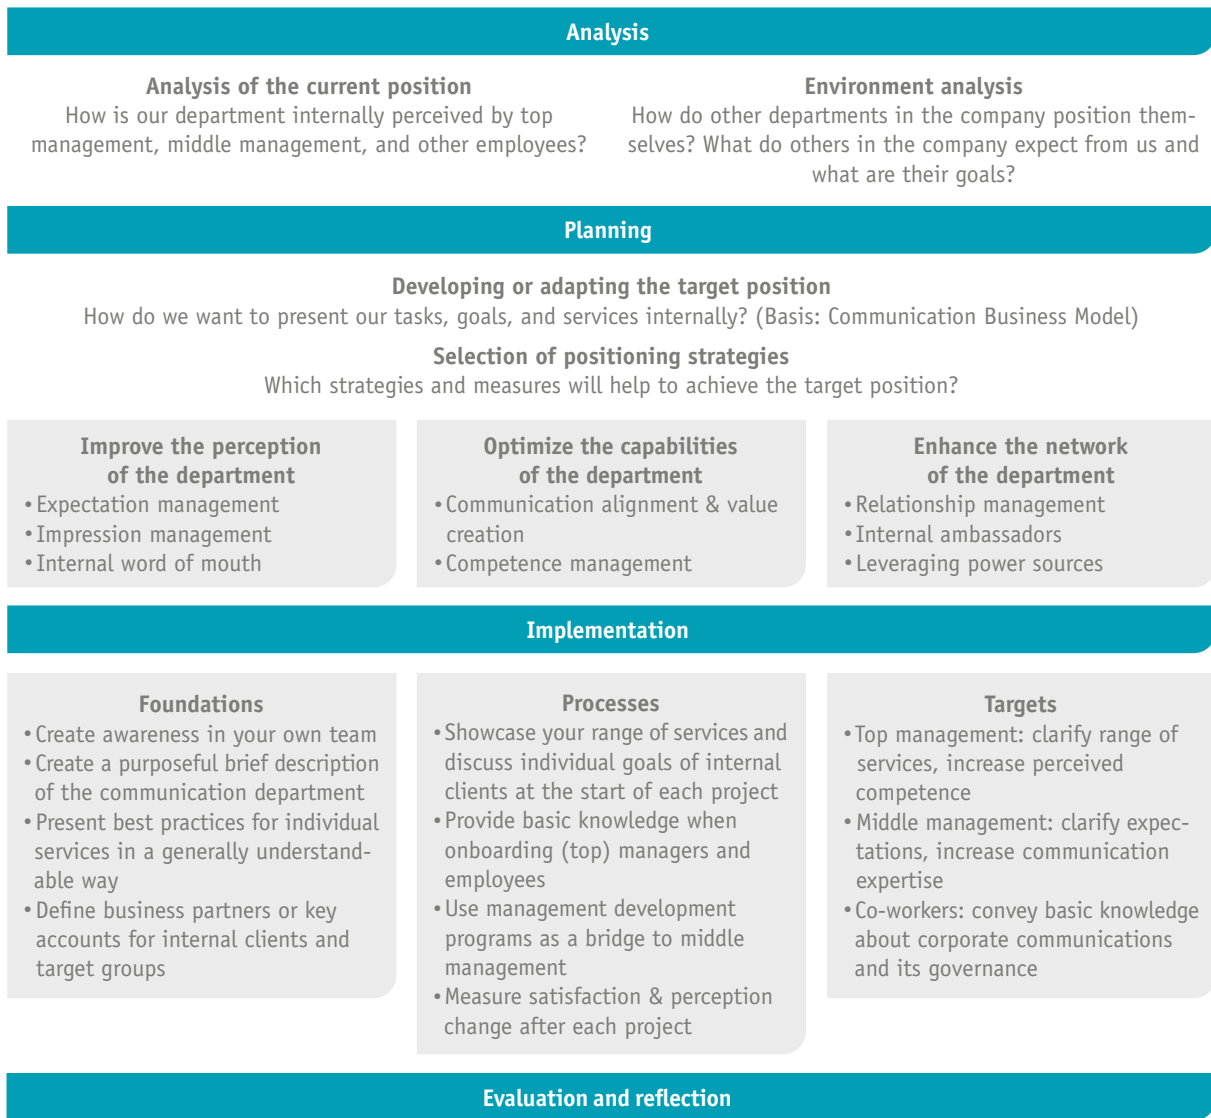 Analysis
Analysis of the current position
How is our department internally perceived by top
management, middle management, and other employees?
Environment analysis
How do other departments in the company position them-
selves? What do others in the company expect from us and
what are their goals?
Planning
Developing or adapting the target position
How do we want to present our tasks, goals, and services internally? (Basis: Communication Business Model)
Selection of positioning strategies
Which strategies and measures will help to achieve the target position?
Improve the perception
of the department
• Expectation management
• Impression management
• Internal word of mouth
Optimize the capabilities
of the department
• Communication alignment & value
creation
• Competence management
Enhance the network
of the department
• Relationship management
• Internal ambassadors
• Leveraging power sources
Implementation
Foundations
• Create awareness in your own team
• Create a purposeful brief description
of the communication department
• Present best practices for individual
services in a generally understand-
able way
• Define business partners or key
accounts for internal clients and
target groups
Processes
• Showcase your range of services and
discuss individual goals of internal
clients at the start of each project
• Provide basic knowledge when
onboarding (top) managers and
employees
• Use management development
programs as a bridge to middle
management
• Measure satisfaction & perception
change after each project
Targets
• Top management: clarify range of
services, increase perceived
competence
• Middle management: clarify expec-
tations, increase communication
expertise
• Co-workers: convey basic knowledge
about corporate communications
and its governance
Evaluation and reflection